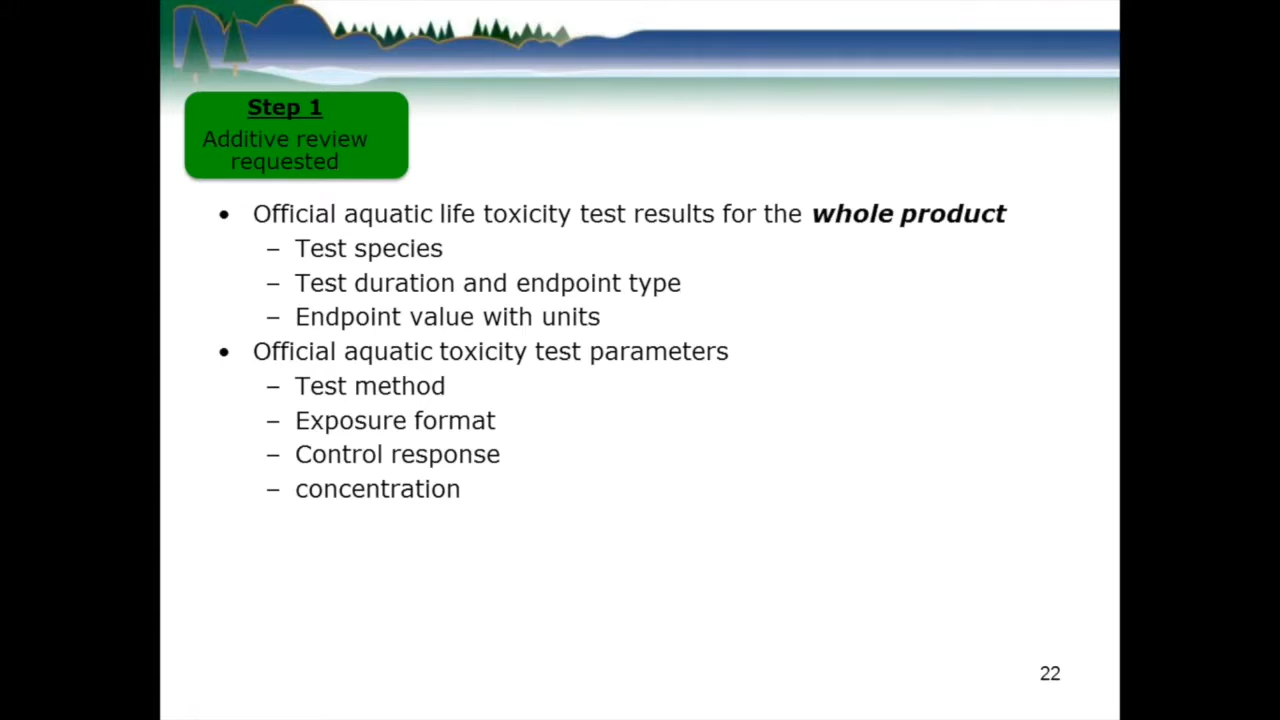 Step 1
Additive review
requested
• Official aquatic life toxicity test results for the whole product
– Test species
– Test duration and endpoint type
– Endpoint value with units
• Official aquatic toxicity test parameters
– Test method
– Exposure format
– Control response
– concentration
22